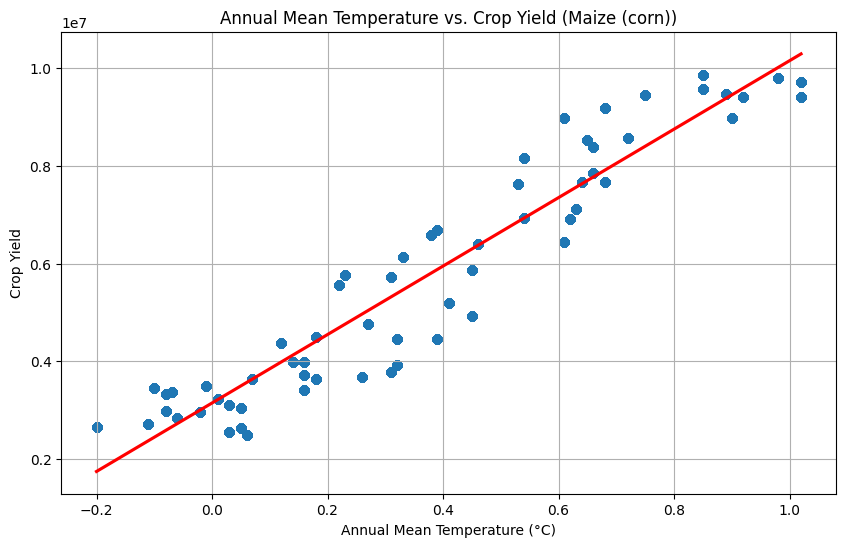 Annual Mean Temperature vs. Crop Yield (Maize (corn))
1e7
1.0
0.8
0.6
0.4
0.2
Crop Yield
−0.2 0.0 0.2 0.4 0.6 0.8 1.0
Annual Mean Temperature (°C)